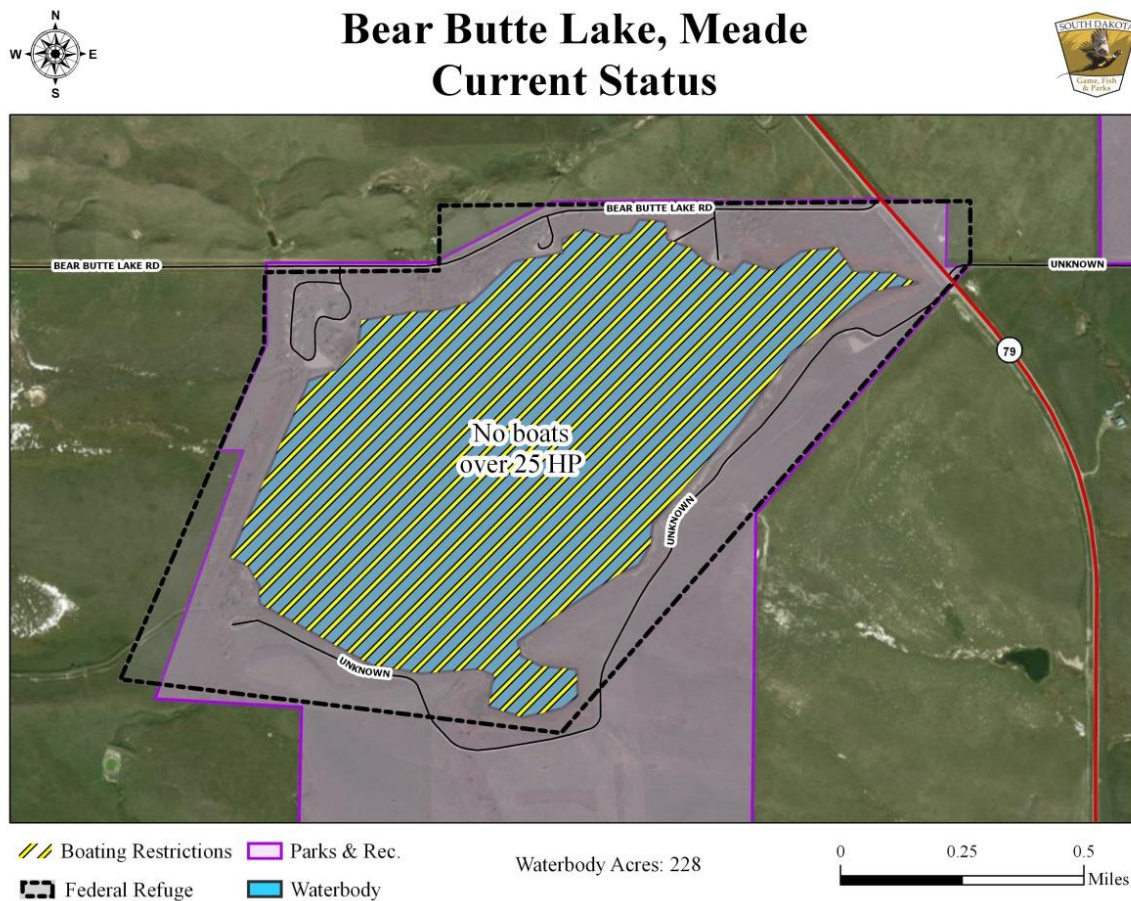 Bear Butte Lake, Meade
Current Status
N
W
E
S
SOUTH DAKOTA
Game, Fish
& Parks
BEAR BUTTE LAKE RD
BEAR BUTTE LAKE RD
UNKNOWN
79
No boats
over 25 HP
UNKNOWN
UNKNOWN
Boating Restrictions
Parks & Rec.
Federal Refuge
Waterbody
Waterbody Acres: 228
0
0.25
0.5
Miles